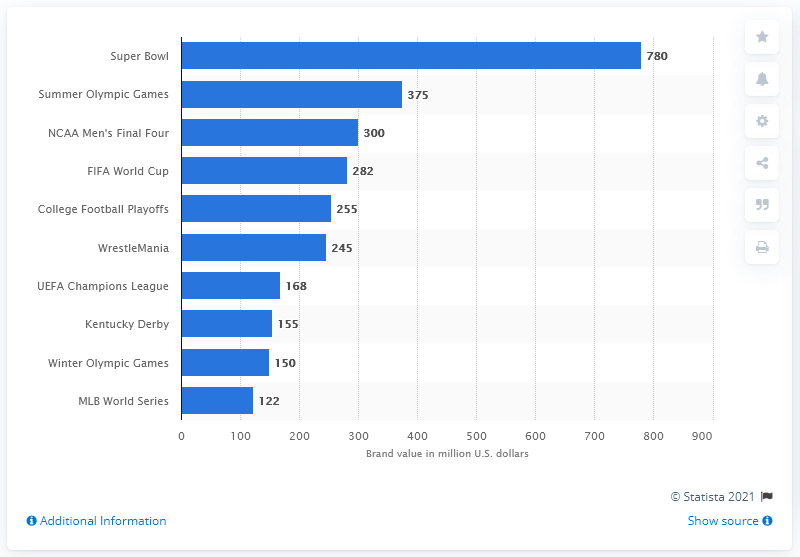 Super Bowl 780
Summer Olympic Games 375
NCAA Men's Final Four 300
FIFA World Cup 282
College Football Playoffs 255
WrestleMania 245
UEFA Champions League 168
Kentucky Derby 155
Winter Olympic Games 150
MLB World Series 122
0 100 200 300 400 500 600 700 800 900
Brand value in million U.S. dollars
© Statista 2021
Additional Information Show source